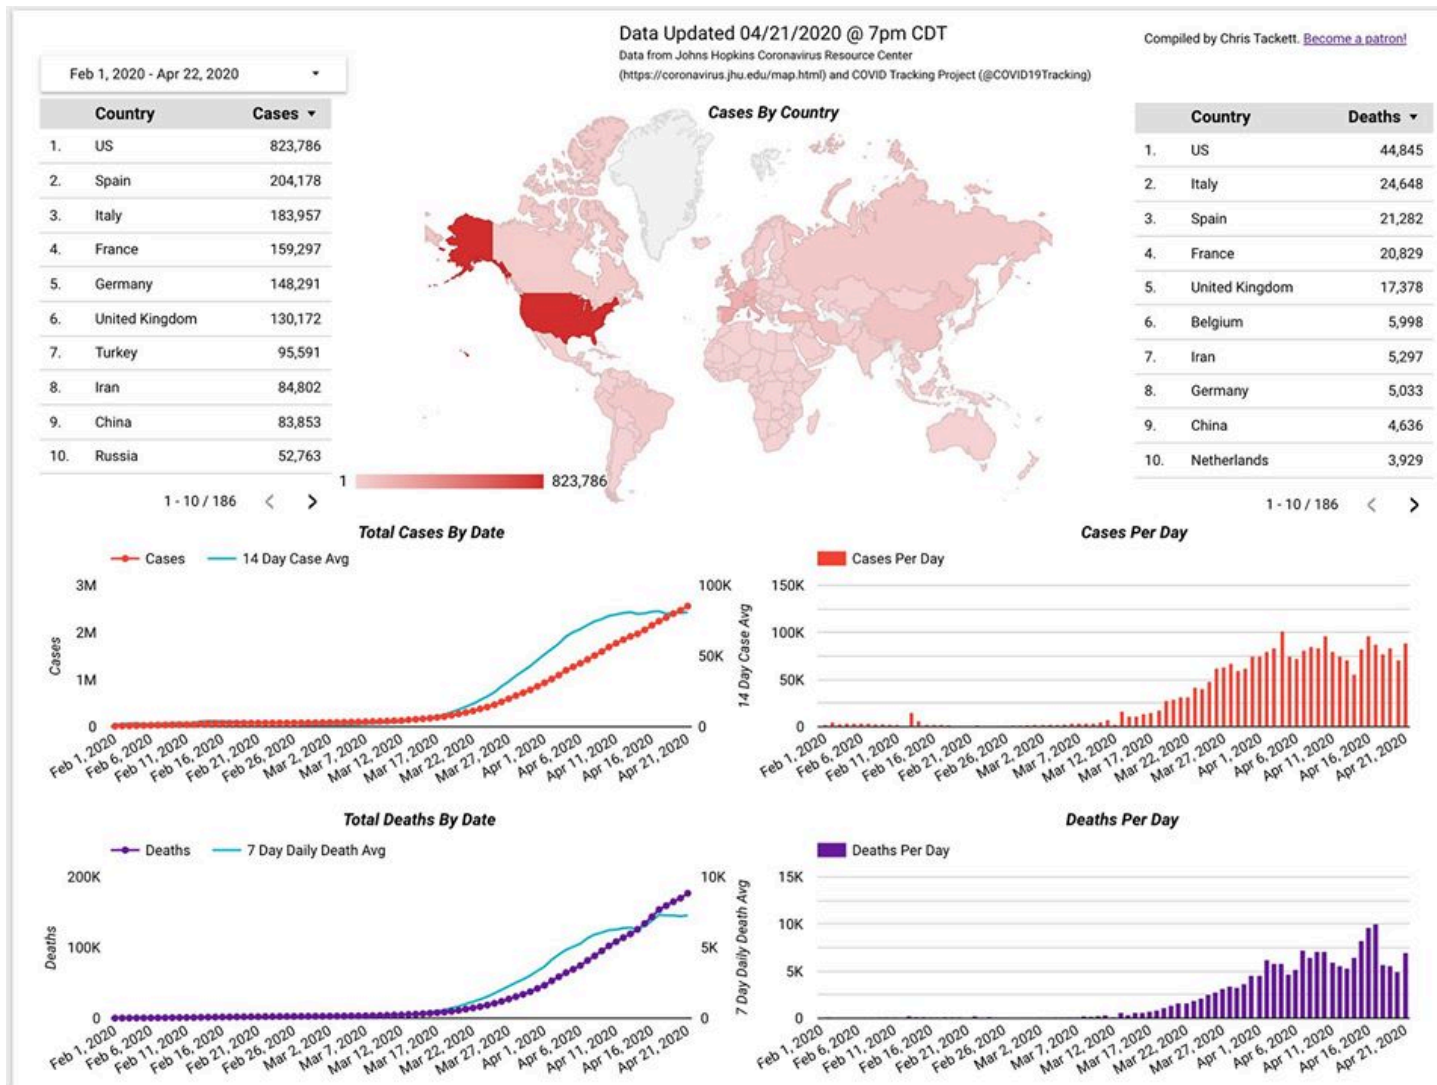 Data Updated 04/21/2020 @ 7pm CDT
Data from Johns Hopkins Coronavirus Resource Center
(https://coronavirus.jhu.edu/map.html) and COVID Tracking Project (@COVID19Tracking)
Compiled by Chris Tackett. Become a patron!
Feb 1, 2020 - Apr 22, 2020
Country Cases
1. US 823,786
2. Spain 204,178
3. Italy 183,957
4. France 159,297
5. Germany 148,291
6. United Kingdom 130,172
7. Turkey 95,591
8. Iran 84,802
9. China 83,853
10. Russia 52,763
1 - 10 / 186
Cases By Country
1 823,786
Country Deaths
1. US 44,845
2. Italy 24,648
3. Spain 21,282
4. France 20,829
5. United Kingdom 17,378
6. Belgium 5,998
7. Iran 5,297
8. Germany 5,033
9. China 4,636
10. Netherlands 3,929
1 - 10 / 186
Total Cases By Date
Cases 14 Day Case Avg
3M
2M
1M
0
Cases
100K
50K
0
14 Day Case Avg
Feb 1, 2020 Feb 6, 2020 Feb 11, 2020 Feb 16, 2020 Feb 21, 2020 Feb 26, 2020 Mar 2, 2020 Mar 7, 2020 Mar 12, 2020 Mar 17, 2020 Mar 22, 2020 Mar 27, 2020 Apr 1, 2020 Apr 6, 2020 Apr 11, 2020 Apr 16, 2020 Apr 21, 2020
Cases Per Day
Cases Per Day
150K
100K
50K
0
Feb 1, 2020 Feb 6, 2020 Feb 11, 2020 Feb 16, 2020 Feb 21, 2020 Feb 26, 2020 Mar 2, 2020 Mar 7, 2020 Mar 12, 2020 Mar 17, 2020 Mar 22, 2020 Mar 27, 2020 Apr 1, 2020 Apr 6, 2020 Apr 11, 2020 Apr 16, 2020 Apr 21, 2020
Total Deaths By Date
Deaths 7 Day Daily Death Avg
200K
100K
0
Deaths
10K
5K
0
7 Day Daily Death Avg
Feb 1, 2020 Feb 6, 2020 Feb 11, 2020 Feb 16, 2020 Feb 21, 2020 Feb 26, 2020 Mar 2, 2020 Mar 7, 2020 Mar 12, 2020 Mar 17, 2020 Mar 22, 2020 Mar 27, 2020 Apr 1, 2020 Apr 6, 2020 Apr 11, 2020 Apr 16, 2020 Apr 21, 2020
Deaths Per Day
Deaths Per Day
15K
10K
5K
0
Feb 1, 2020 Feb 6, 2020 Feb 11, 2020 Feb 16, 2020 Feb 21, 2020 Feb 26, 2020 Mar 2, 2020 Mar 7, 2020 Mar 12, 2020 Mar 17, 2020 Mar 22, 2020 Mar 27, 2020 Apr 1, 2020 Apr 6, 2020 Apr 11, 2020 Apr 16, 2020 Apr 21, 2020